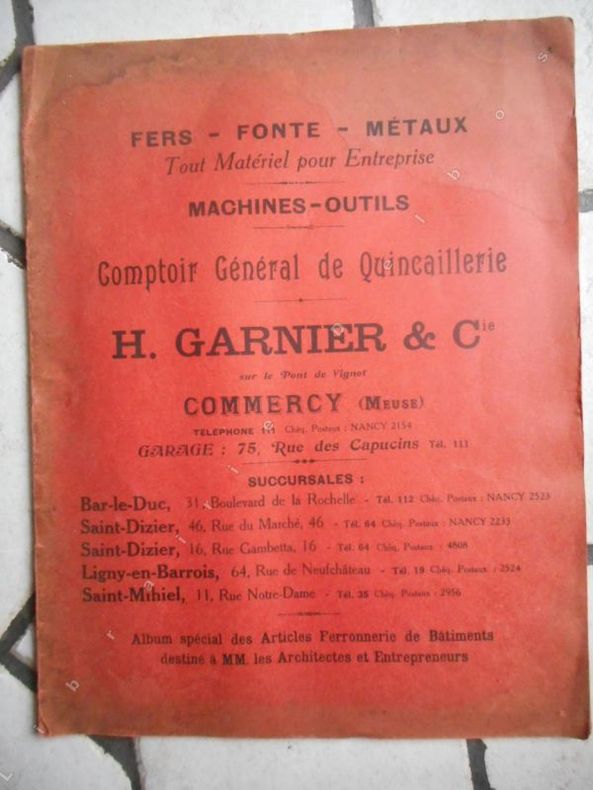 FERS - FONTE - MÉTAUX
Tout Matériel pour Entreprise
MACHINES-OUTILS
Comptoir Général de Quincaillerie
H. GARNIER & Cie
sur le Pont de Vignot
COMMERCY (MEUSE)
TÉLÉPHONE 111 Chèq. Postaux : NANCY 2154
GARAGE : 75, Rue des Capucins Tél. 111
SUCCURSALES :
Bar-le-Duc, 31, Boulevard de la Rochelle - Tél. 112 Chèq. Postaux : NANCY 2523
Saint-Dizier, 46, Rue du Marché, 46 - Tél. 64 Chèq. Postaux : NANCY 2233
Saint-Dizier, 16, Rue Gambetta, 16 - Tél. 64 Chèq. Postaux : 4808
Ligny-en-Barrois, 64, Rue de Neufchâteau - Tél. 19 Chèq. Postaux : 2524
Saint-Mihiel, 11, Rue Notre-Dame - Tél. 35 Chèq. Postaux : 2956
Album spécial des Articles Ferronnerie de Bâtiments
destiné à MM. les Architectes et Entrepreneurs